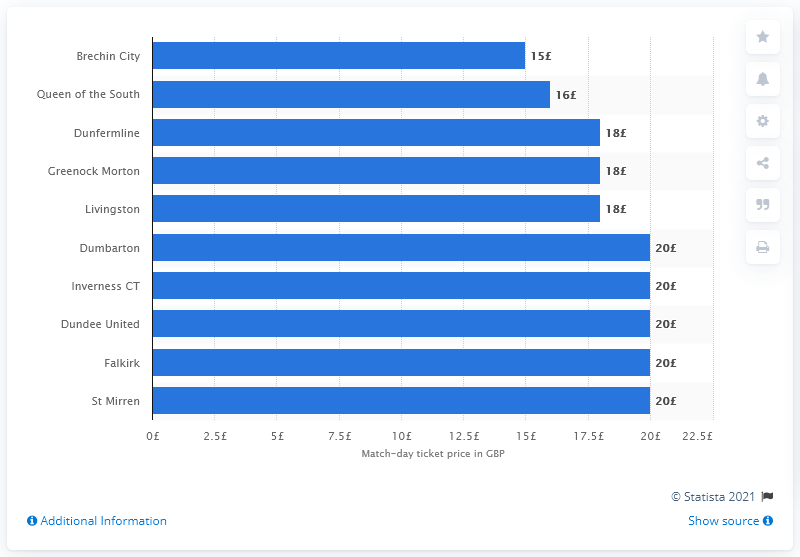 Brechin City 15£
Queen of the South 16£
Dunfermline 18£
Greenock Morton 18£
Livingston 18£
Dumbarton 20£
Inverness CT 20£
Dundee United 20£
Falkirk 20£
St Mirren 20£
0£ 2.5£ 5£ 7.5£ 10£ 12.5£ 15£ 17.5£ 20£ 22.5£
Match-day ticket price in GBP
© Statista 2021
Additional Information Show source